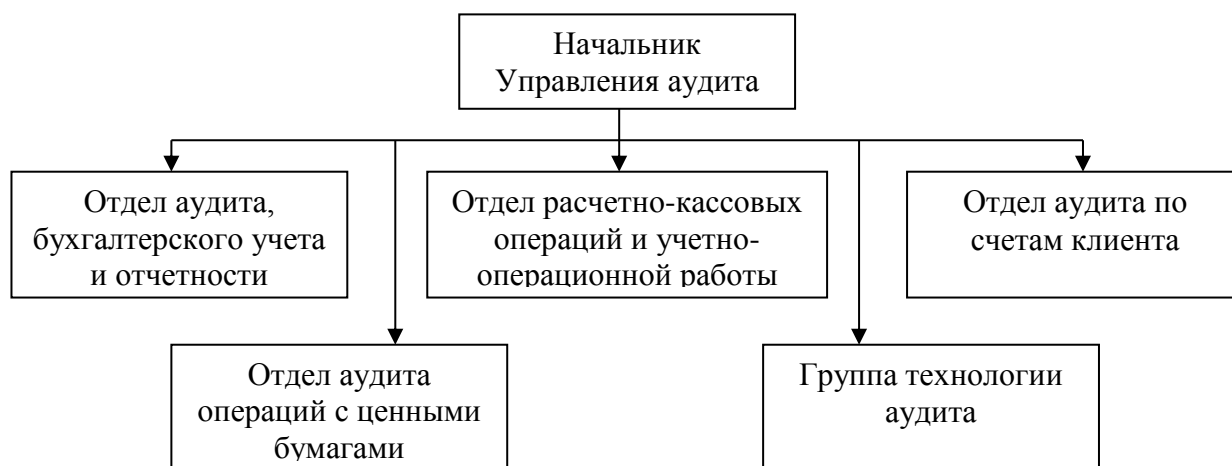 Начальник
Управления аудита
Отдел аудита,
бухгалтерского учета
и отчетности
Отдел расчетно-кассовых
операций и учетно-
операционной работы
Отдел аудита по
счетам клиента
Отдел аудита
операций с ценными
бумагами
Группа технологии
аудита